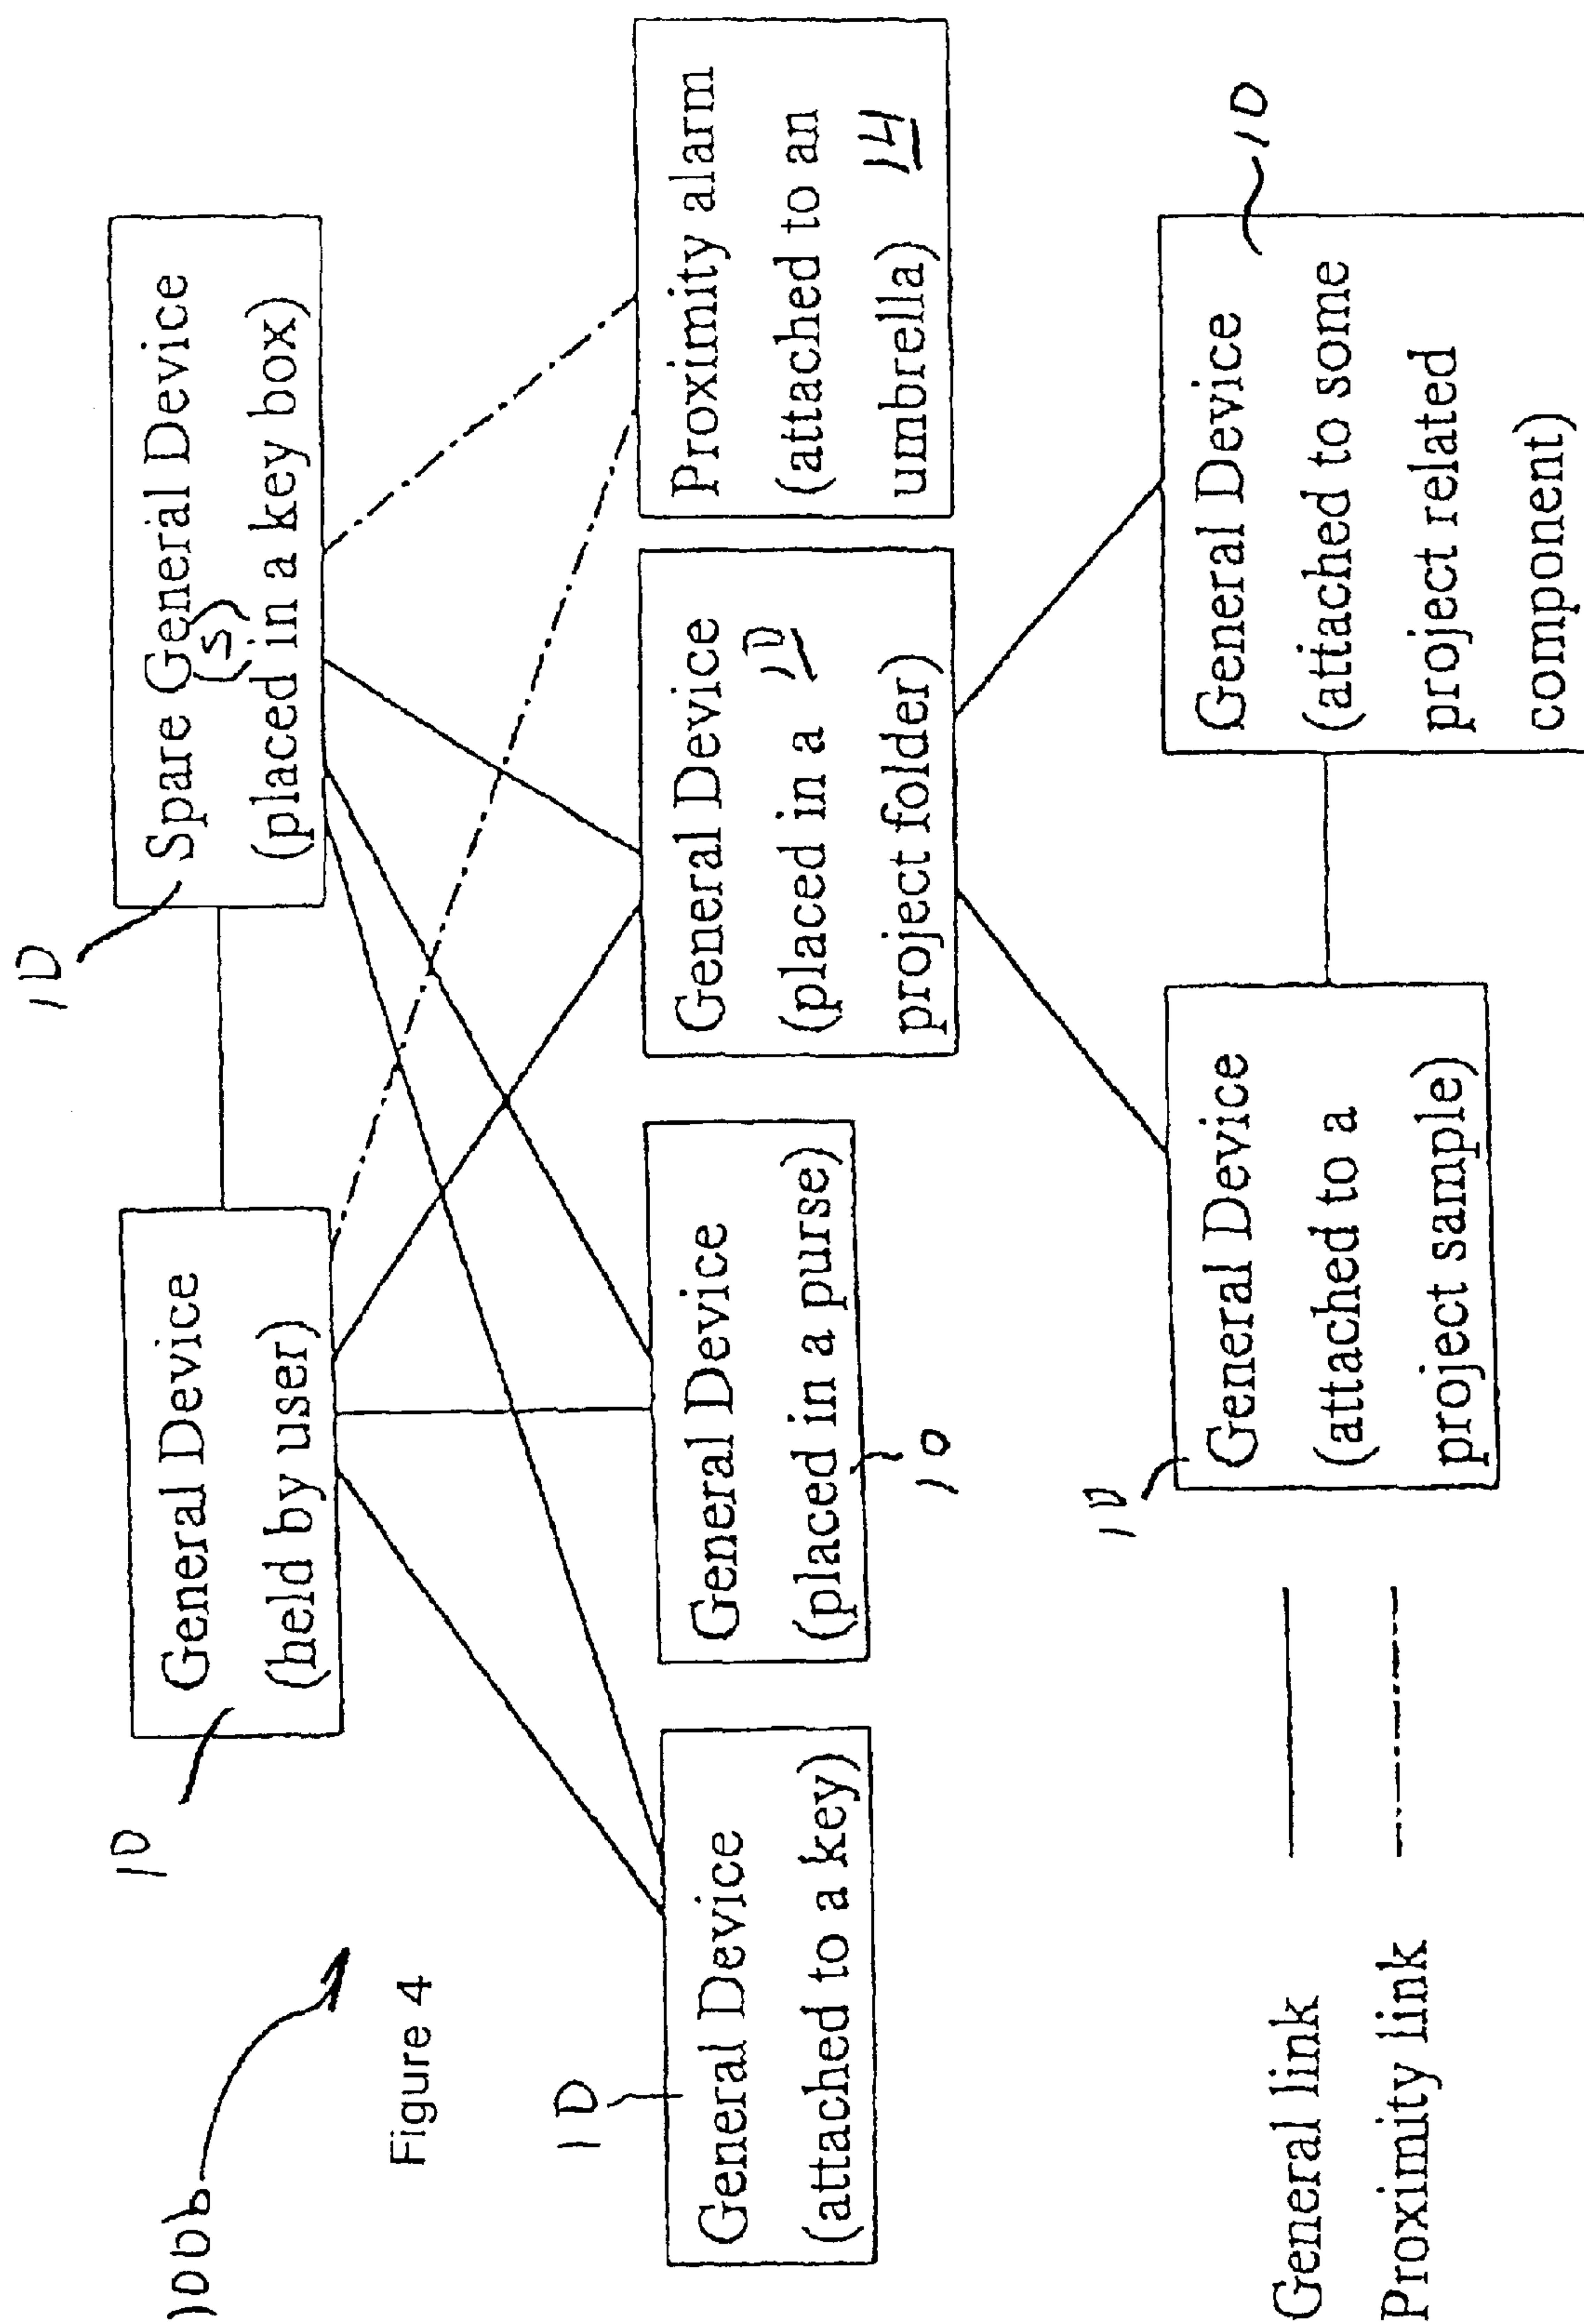 100b
Figure 4
10
General Device
(held by user)
10
Spare General Device
(s)
(placed in a key box)
10
General Device
(attached to a key)
General Device
(placed in a purse)
10
General Device
(placed in a 10
project folder)
Proximity alarm
(attached to an
umbrella) 14
10
General Device
(attached to a
project sample)
10
General Device
(attached to some
project related
component)
General link
Proximity link